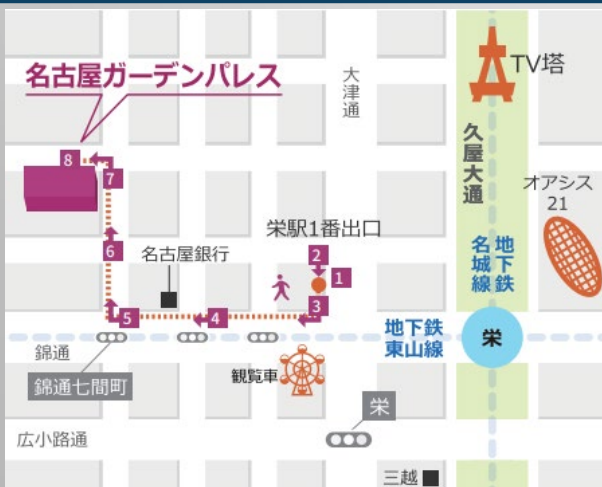 TV塔
名古屋ガーデンパレス
大津通
久屋大通
8
7
オアシス
21
栄駅1番出口
2
1
6
名古屋銀行
地下鉄
名城線
3
5
4
地下鉄
東山線
栄
錦通
観覧車
錦通七間町
栄
広小路通
三越